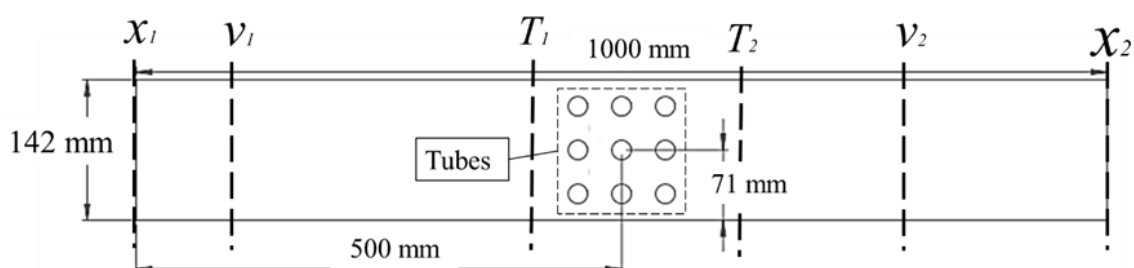 x₁ v₁ T₁ T₂ v₂ x₂
1000 mm
142 mm
Tubes
71 mm
500 mm